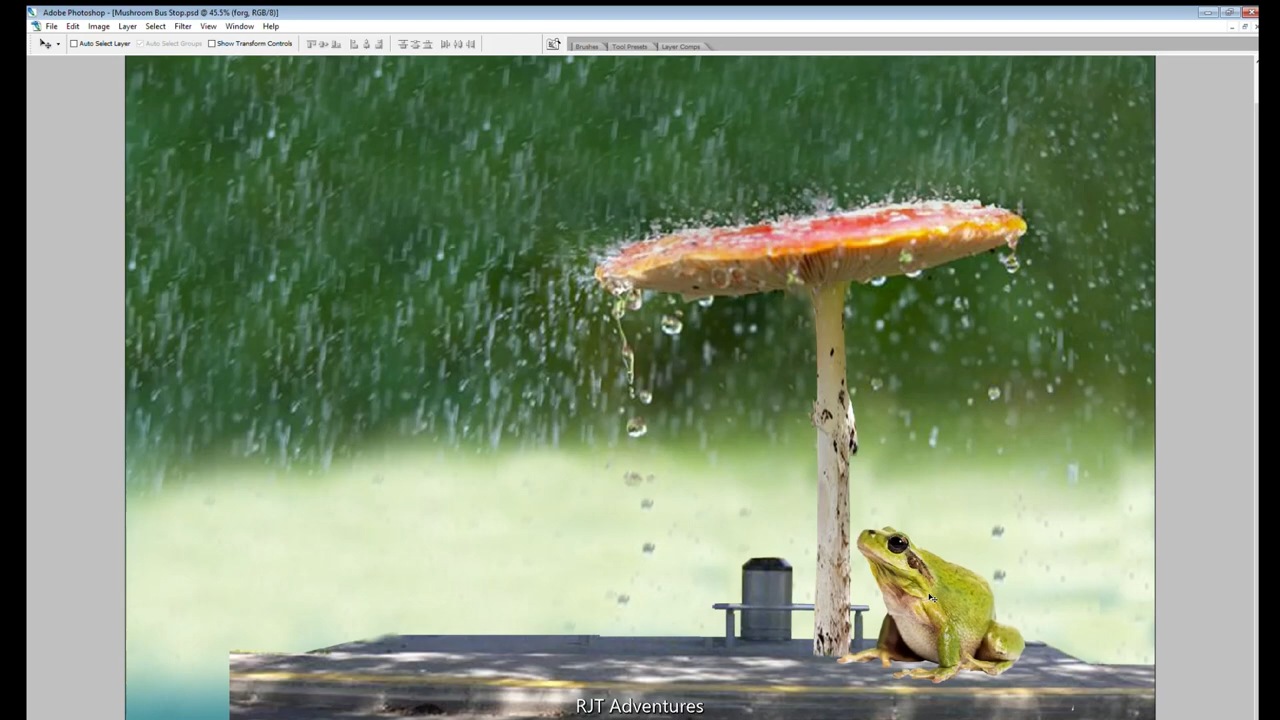 Adobe Photoshop - [Mushroom Bus Stop.psd @ 45.5% (forg, RGB/8)]
File Edit Image Layer Select Filter View Window Help
Auto Select Layer Auto Select Groups Show Transform Controls Brushes Tool Presets Layer Comps
RJT Adventures